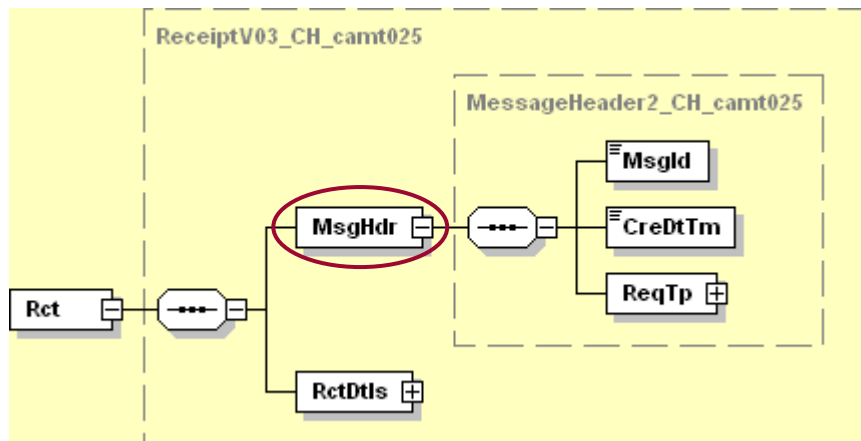 ReceiptV03_CH_camt025
MessageHeader2_CH_camt025
MsgId
MsgHdr
CreDtTm
ReqTp
Rct
RctDtls